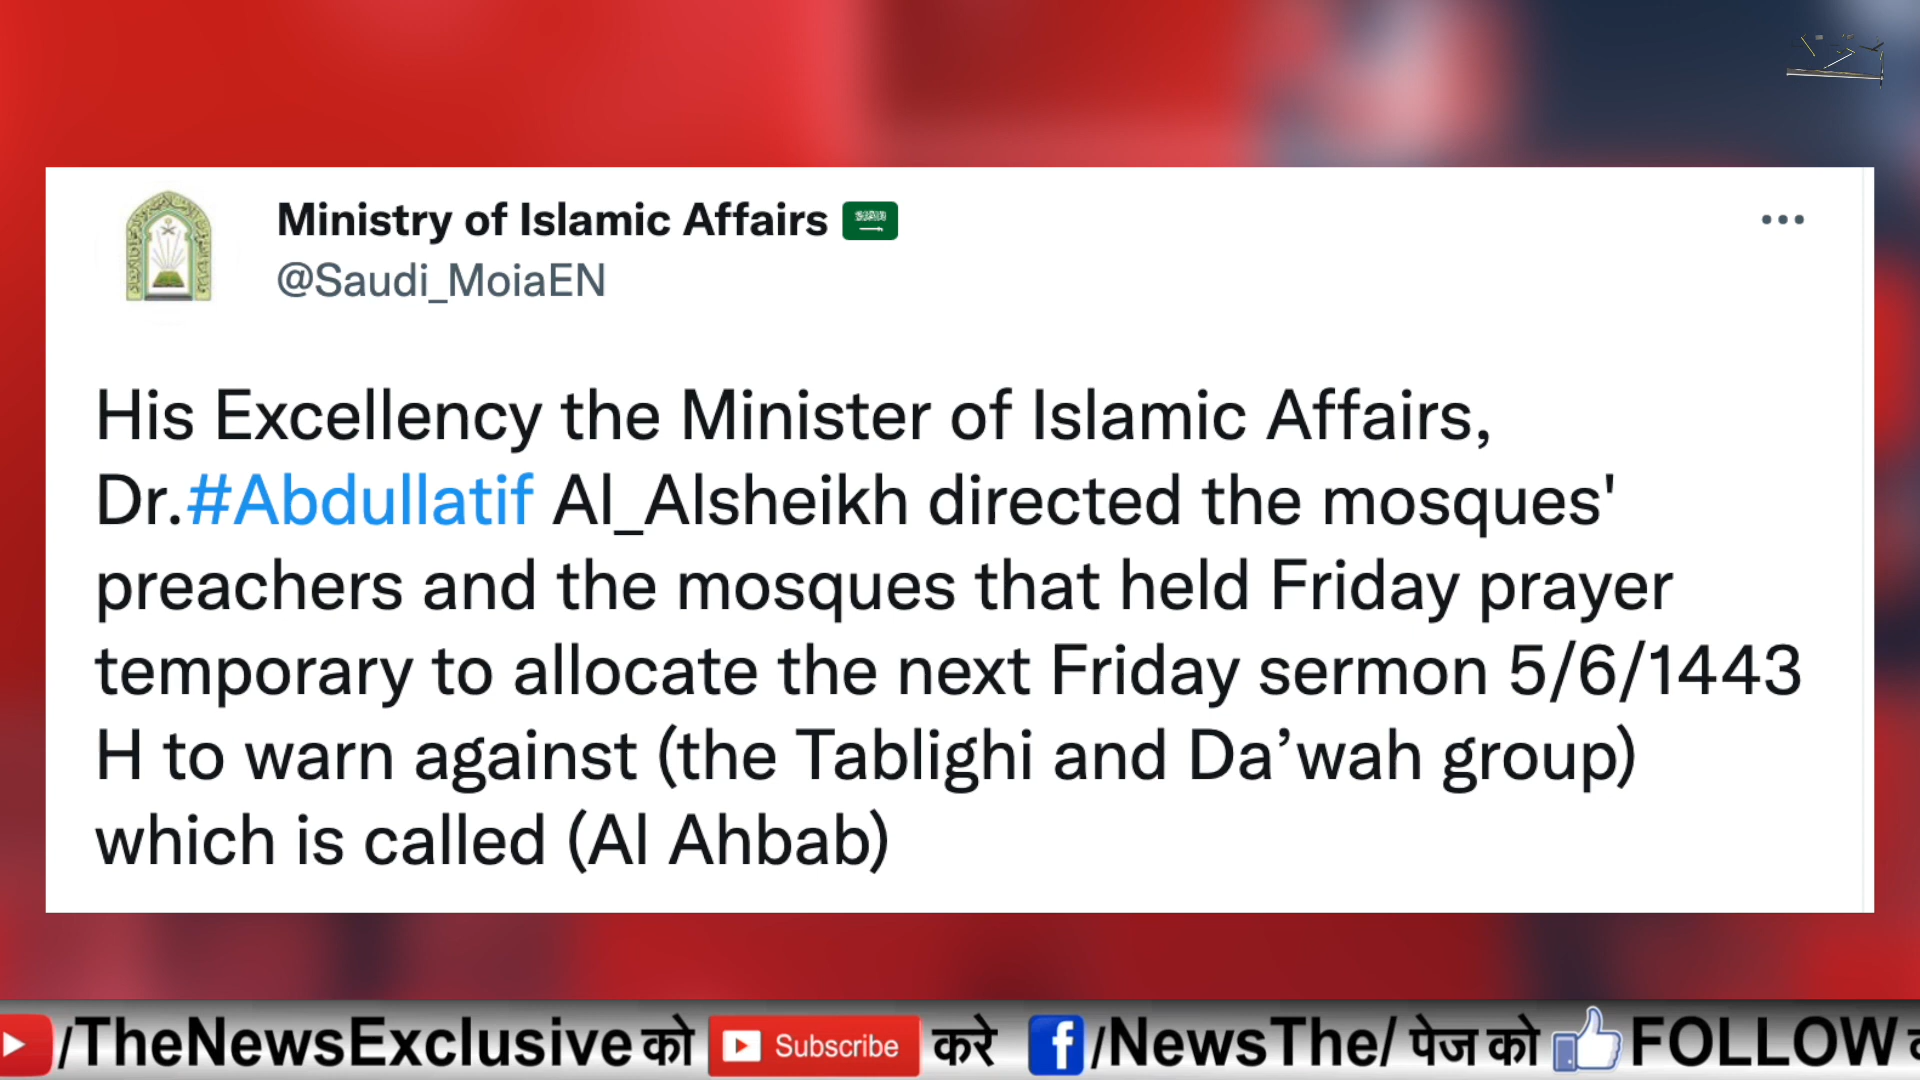 Ministry of Islamic Affairs
@Saudi_MoiaEN
His Excellency the Minister of Islamic Affairs,
Dr.#Abdullatif Al_Alsheikh directed the mosques'
preachers and the mosques that held Friday prayer
temporary to allocate the next Friday sermon 5/6/1443
H to warn against (the Tablighi and Da’wah group)
which is called (Al Ahbab)
/TheNewsExclusive को Subscribe करे f/NewsThe/ पेज को FOLLOW